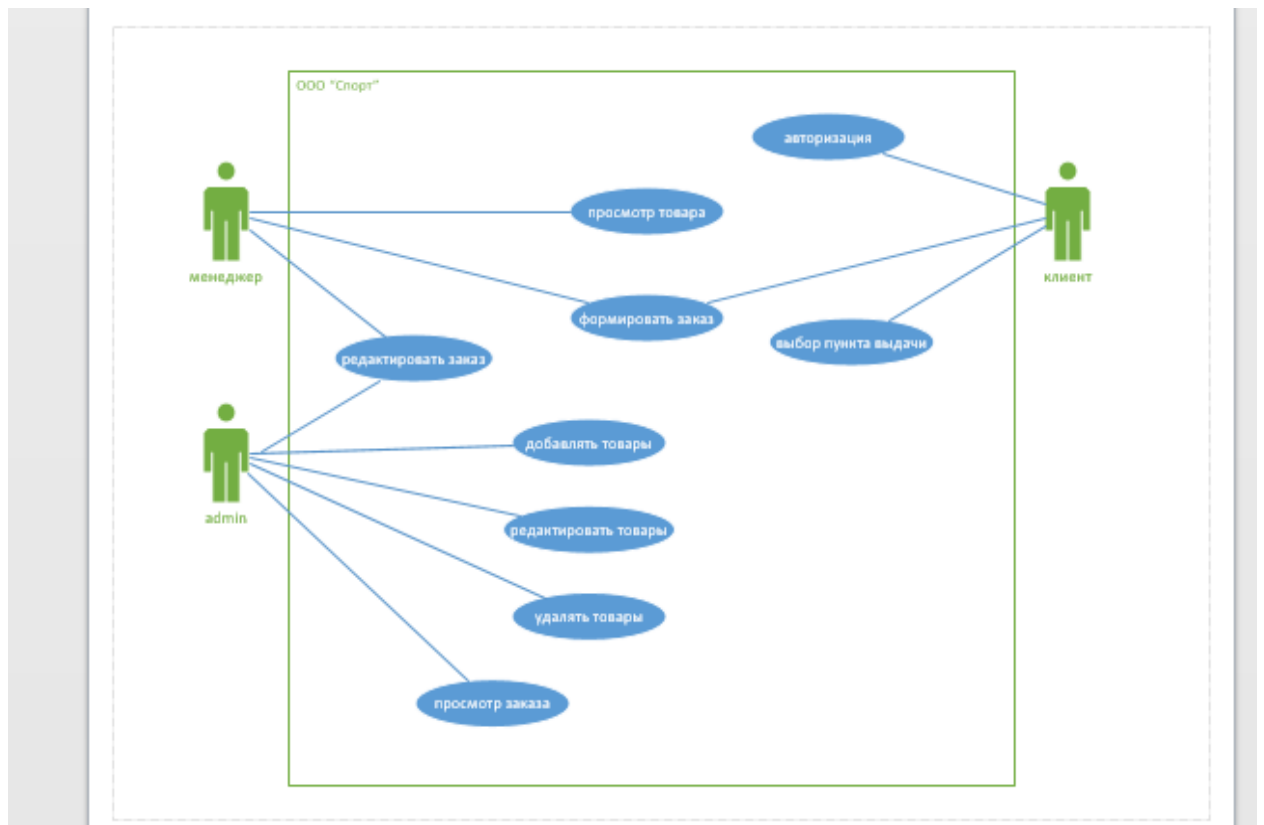 ООО "Спорт"
авторизация
просмотр товара
менеджер
клиент
формировать заказ
выбор пункта выдачи
редактировать заказ
добавлять товары
admin
редактировать товары
удалять товары
просмотр заказа